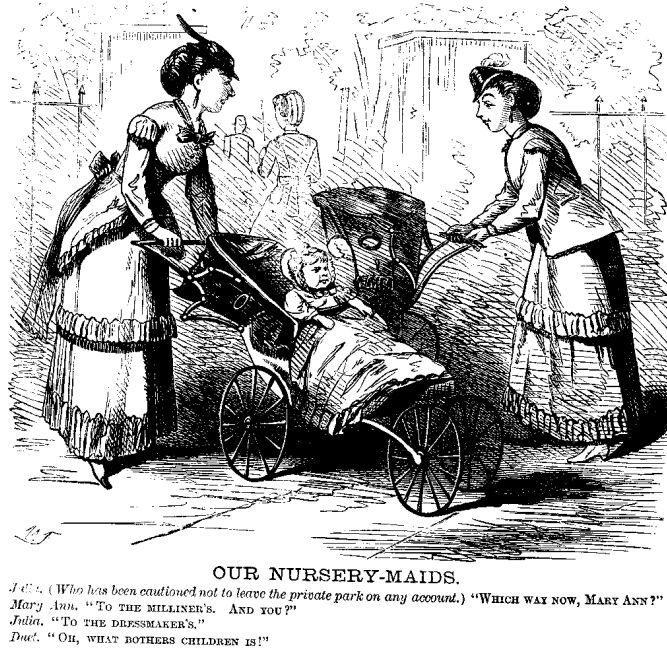 OUR NURSERY-MAIDS.
(Who has been cautioned not to leave the private park on any account.) "WHICH WAY NOW, MARY ANN?"
Mary Ann. "TO THE MILLINER'S. AND YOU?"
Julia. "TO THE DRESSMAKER'S."
Duet. "OH, WHAT BOTHERS CHILDREN IS!"